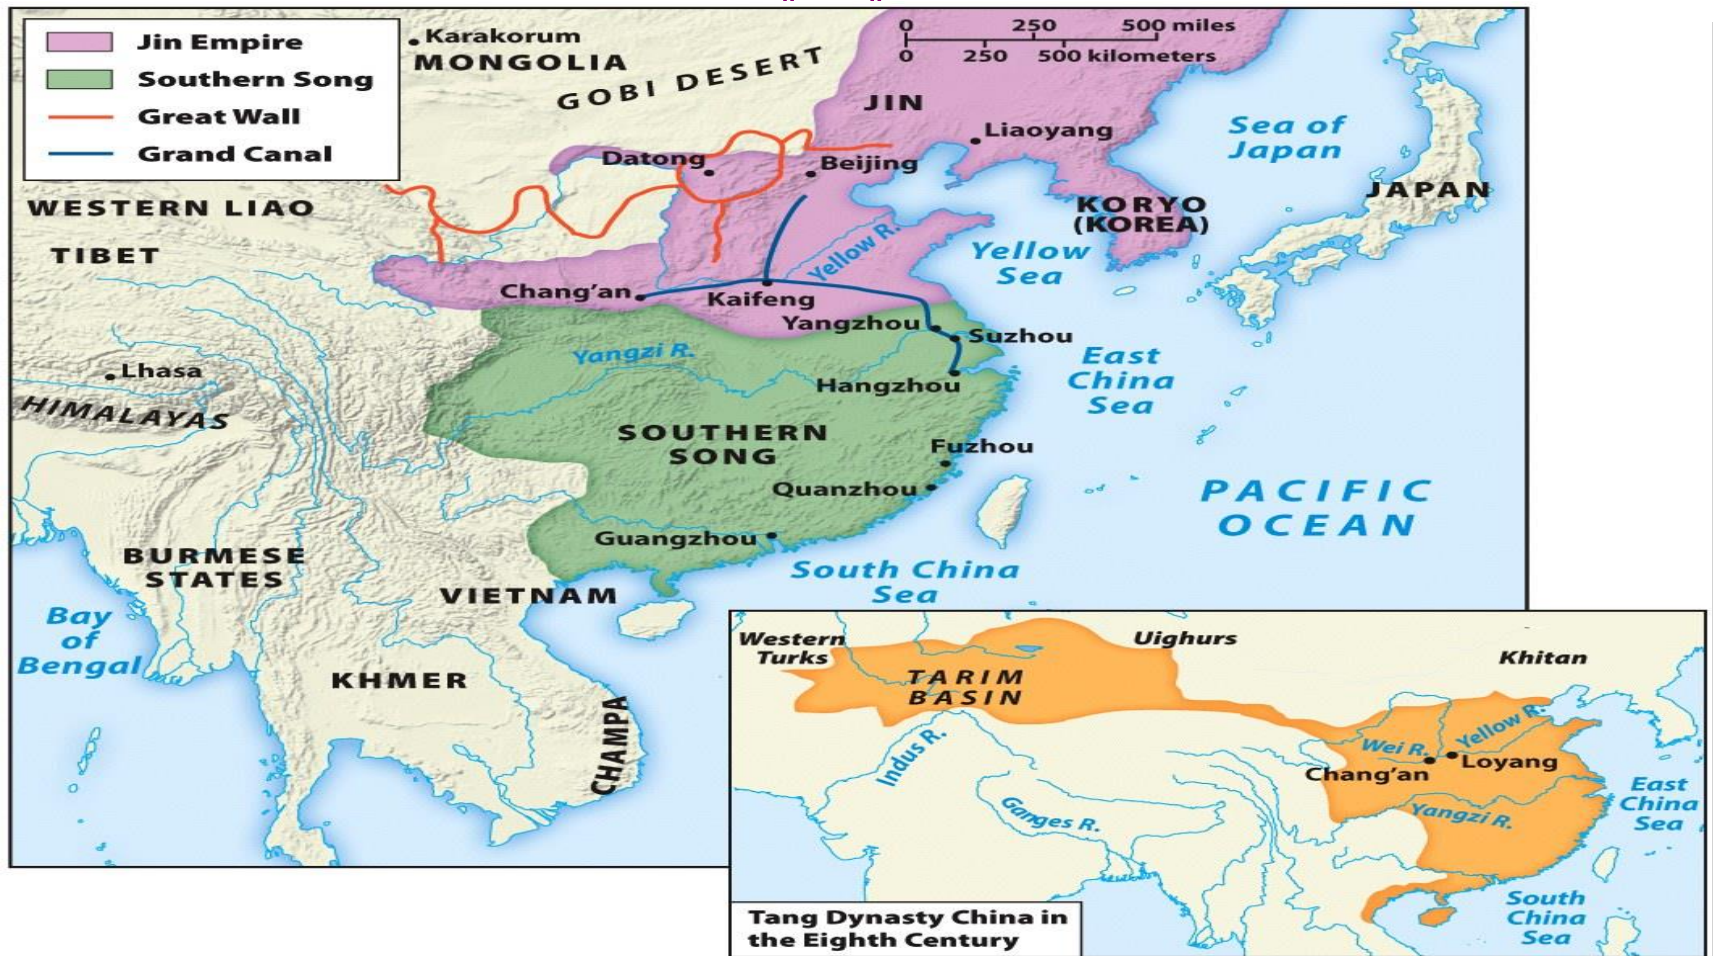 Jin Empire
Southern Song
Great Wall
Grand Canal
0 250 500 miles
0 250 500 kilometers
Karakorum
MONGOLIA
GOBI DESERT
JIN
Liaoyang
Sea of
Japan
Datong
Beijing
JAPAN
WESTERN LIAO
KORYO
(KOREA)
TIBET
Yellow R.
Yellow
Sea
Chang'an
Kaifeng
Yangzhou
Suzhou
Yangzi R.
East
China
Sea
Lhasa
Hangzhou
HIMALAYAS
SOUTHERN
SONG
Fuzhou
Quanzhou
PACIFIC
OCEAN
Guangzhou
BURMESE
STATES
South China
Sea
VIETNAM
Bay
of
Bengal
KHMER
CHAMPA
Western
Turks
Uighurs
Khitan
TARIM
BASIN
Indus R.
Wei R.
Yellow R.
Chang'an
Loyang
Ganges R.
Yangzi R.
East
China
Sea
South
China
Sea
Tang Dynasty China in
the Eighth Century